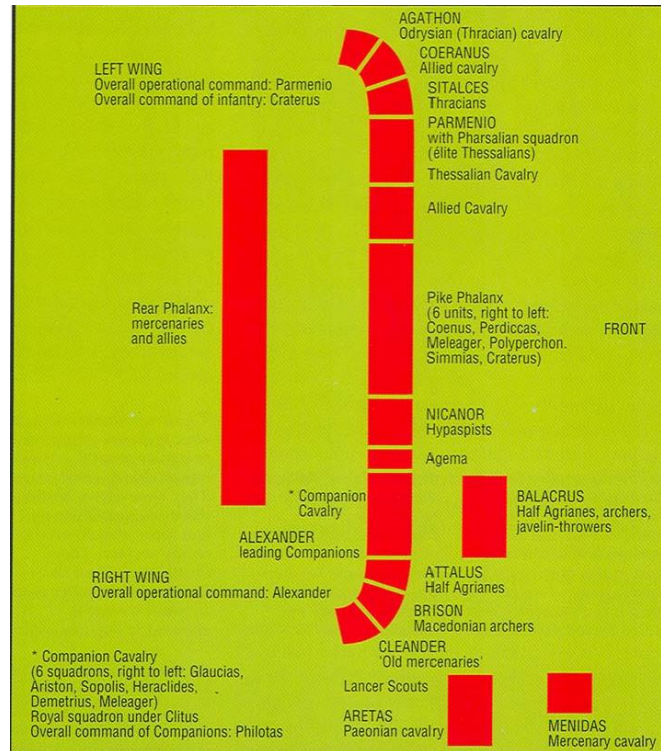 AGATHON
Odrysian (Thracian) cavalry
COERANUS
Allied cavalry
LEFT WING
Overall operational command: Parmenio
Overall command of infantry: Craterus
SITALCES
Thracians
PARMENIO
with Pharsalian squadron
(élite Thessalians)
Thessalian Cavalry
Allied Cavalry
Rear Phalanx:
mercenaries
and allies
Pike Phalanx
(6 units, right to left:
Coenus, Perdiccas,
Meleager, Polyperchon.
Simmias, Craterus)
FRONT
NICANOR
Hypaspists
Agema
* Companion
Cavalry
BALACRUS
Half Agrianes, archers,
javelin-throwers
ALEXANDER
leading Companions
RIGHT WING
Overall operational command: Alexander
ATTALUS
Half Agrianes
BRISON
Macedonian archers
CLEANDER
'Old mercenaries'
* Companion Cavalry
(6 squadrons, right to left: Glaucias,
Ariston, Sopolis, Heraclides,
Demetrius, Meleager)
Royal squadron under Clitus
Overall command of Companions: Philotas
Lancer Scouts
ARETAS
Paeonian cavalry
MENIDAS
Mercenary cavalry